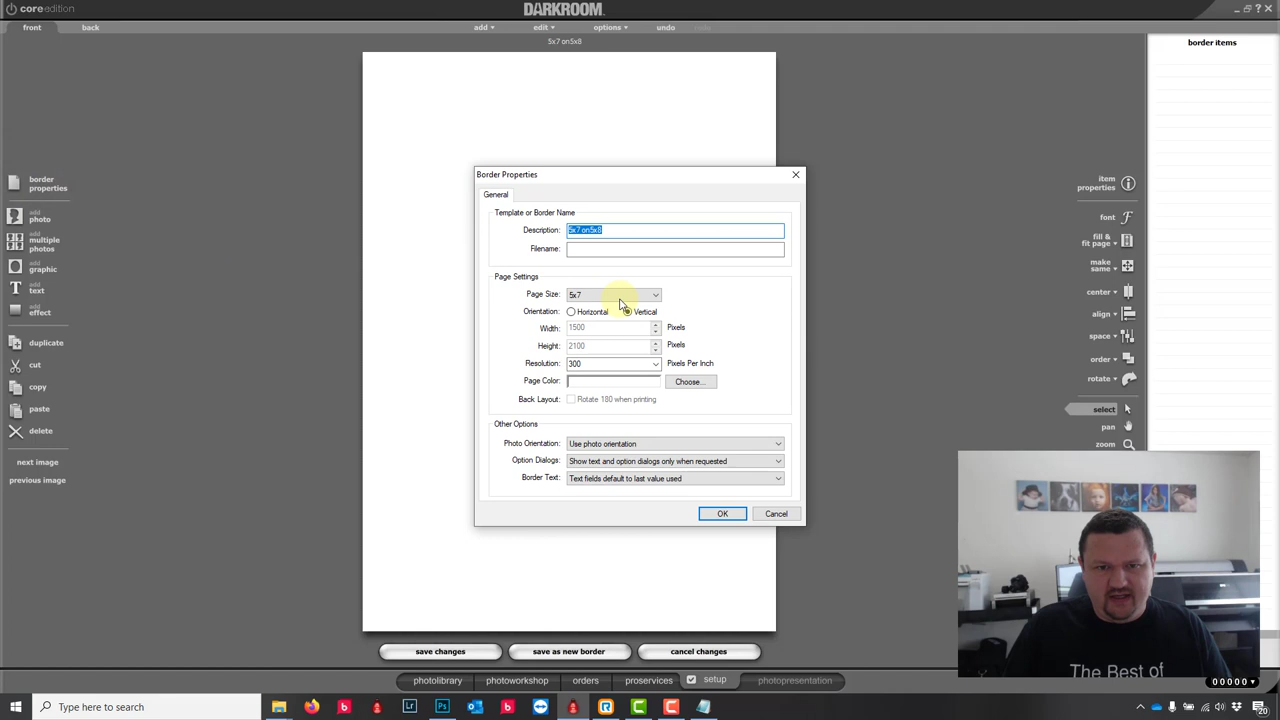 core edition
DARKROOM
front
back
add
edit
options
undo
5x7 on5x8
border items
border
properties
add
photo
add
multiple
photos
add
graphic
add
text
add
effect
duplicate
cut
copy
paste
delete
next image
previous image
Border Properties
General
Template or Border Name
Description: 5x7 on5x8
Filename:
Page Settings
Page Size: 5x7
Orientation: Horizontal Vertical
Width: 1500 Pixels
Height: 2100 Pixels
Resolution: 300 Pixels Per Inch
Page Color: Choose...
Back Layout: Rotate 180 when printing
Other Options
Photo Orientation: Use photo orientation
Option Dialogs: Show text and option dialogs only when requested
Border Text: Text fields default to last value used
OK Cancel
item
properties
font
fill &
fit page
make
same
center
align
space
order
rotate
select
pan
zoom
The Best of
save changes
save as new border
cancel changes
photolibrary
photoworkshop
orders
proservices
setup
photopresentation
00000
Type here to search
20